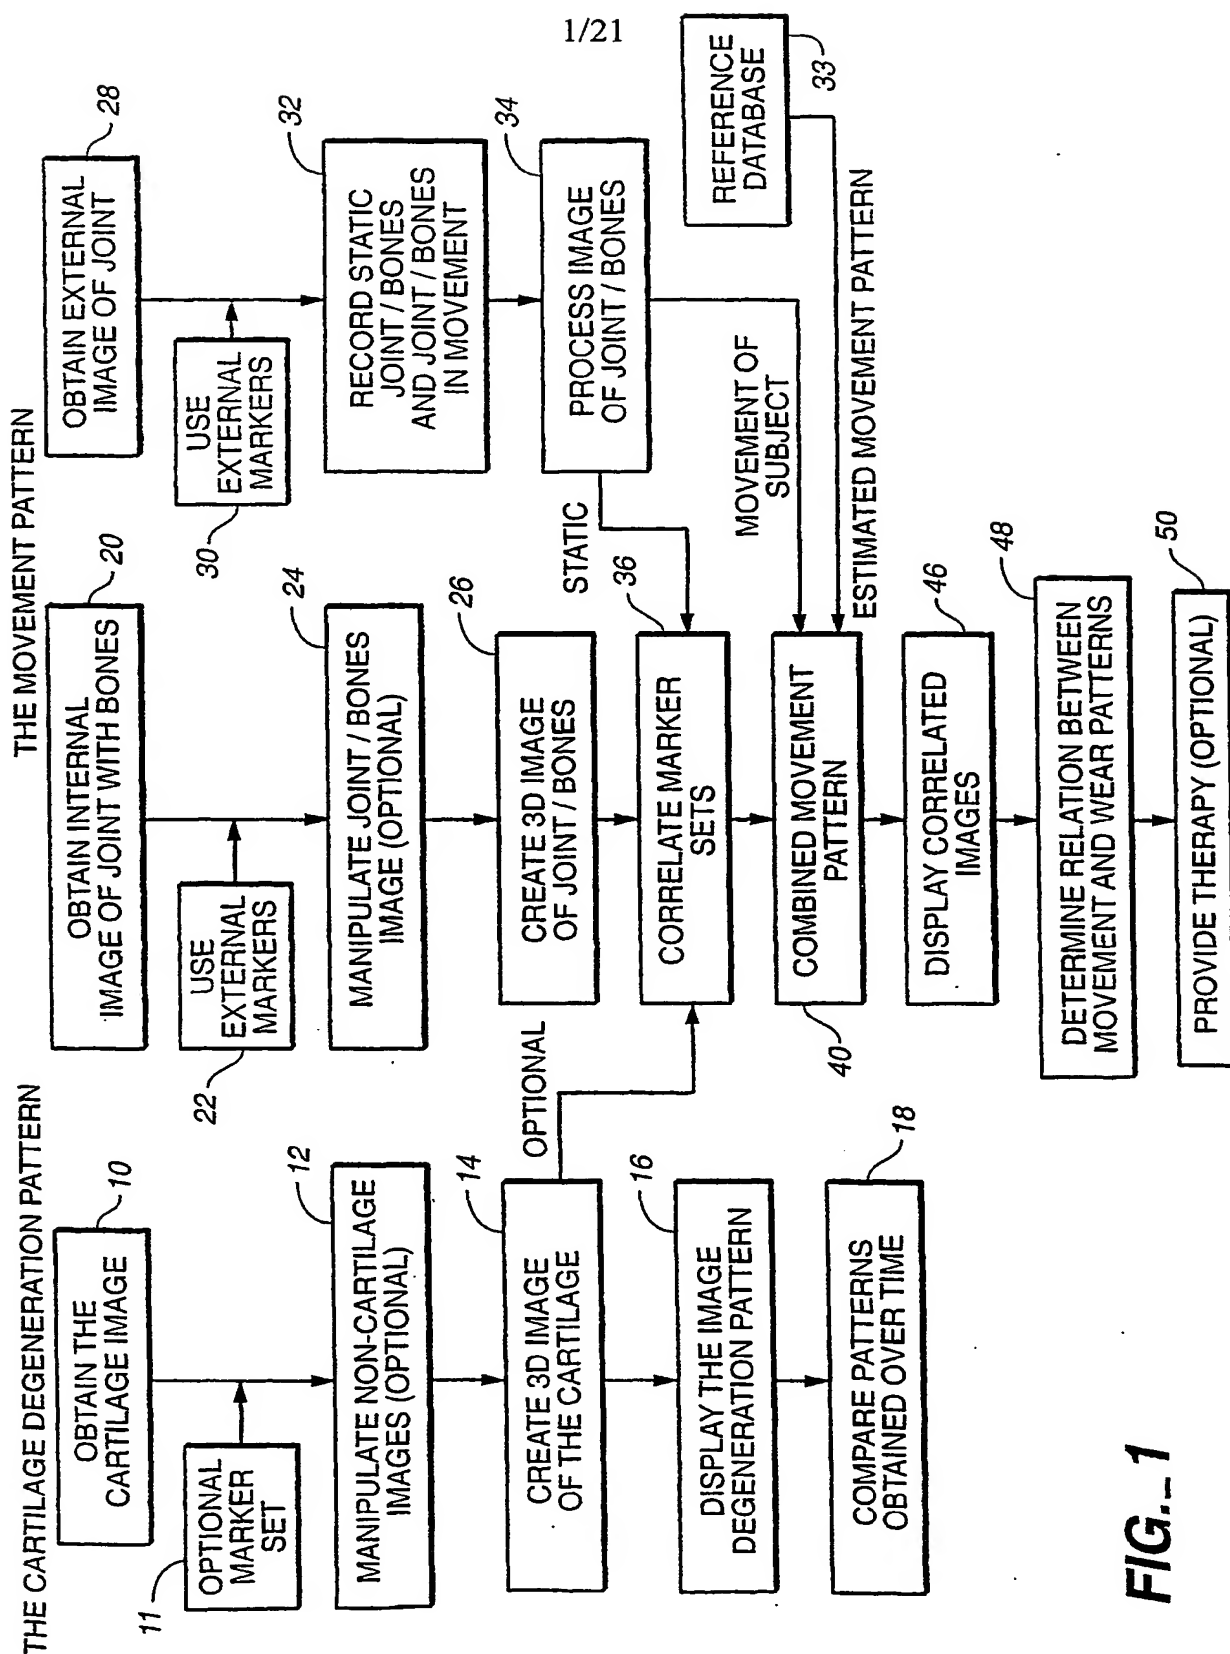 1/21
THE CARTILAGE DEGENERATION PATTERN
10
OBTAIN THE
CARTILAGE IMAGE
11
OPTIONAL
MARKER
SET
12
MANIPULATE NON-CARTILAGE
IMAGES (OPTIONAL)
14
CREATE 3D IMAGE
OF THE CARTILAGE
OPTIONAL
16
DISPLAY THE IMAGE
DEGENERATION PATTERN
18
COMPARE PATTERNS
OBTAINED OVER TIME
THE MOVEMENT PATTERN
20
OBTAIN INTERNAL
IMAGE OF JOINT WITH BONES
22
USE
EXTERNAL
MARKERS
24
MANIPULATE JOINT / BONES
IMAGE (OPTIONAL)
26
CREATE 3D IMAGE
OF JOINT / BONES
36
CORRELATE MARKER
SETS
40
COMBINED MOVEMENT
PATTERN
46
DISPLAY CORRELATED
IMAGES
48
DETERMINE RELATION BETWEEN
MOVEMENT AND WEAR PATTERNS
50
PROVIDE THERAPY (OPTIONAL)
28
OBTAIN EXTERNAL
IMAGE OF JOINT
30
USE
EXTERNAL
MARKERS
32
RECORD STATIC
JOINT / BONES
AND JOINT / BONES
IN MOVEMENT
34
PROCESS IMAGE
OF JOINT / BONES
STATIC
MOVEMENT OF
SUBJECT
33
REFERENCE
DATABASE
ESTIMATED MOVEMENT PATTERN
FIG._1